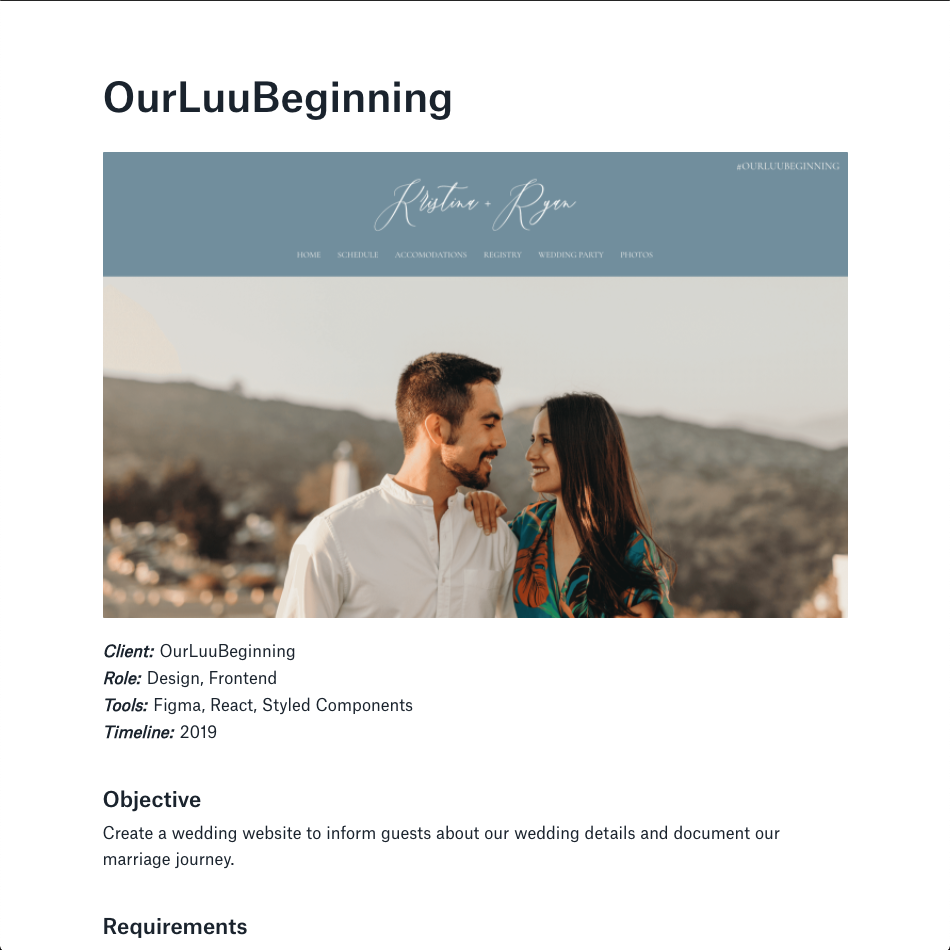 OurLuuBeginning
#OURLUUBEGINNING
Kristina + Ryan
HOME SCHEDULE ACCOMODATIONS REGISTRY WEDDING PARTY PHOTOS
Client: OurLuuBeginning
Role: Design, Frontend
Tools: Figma, React, Styled Components
Timeline: 2019
Objective
Create a wedding website to inform guests about our wedding details and document our
marriage journey.
Requirements